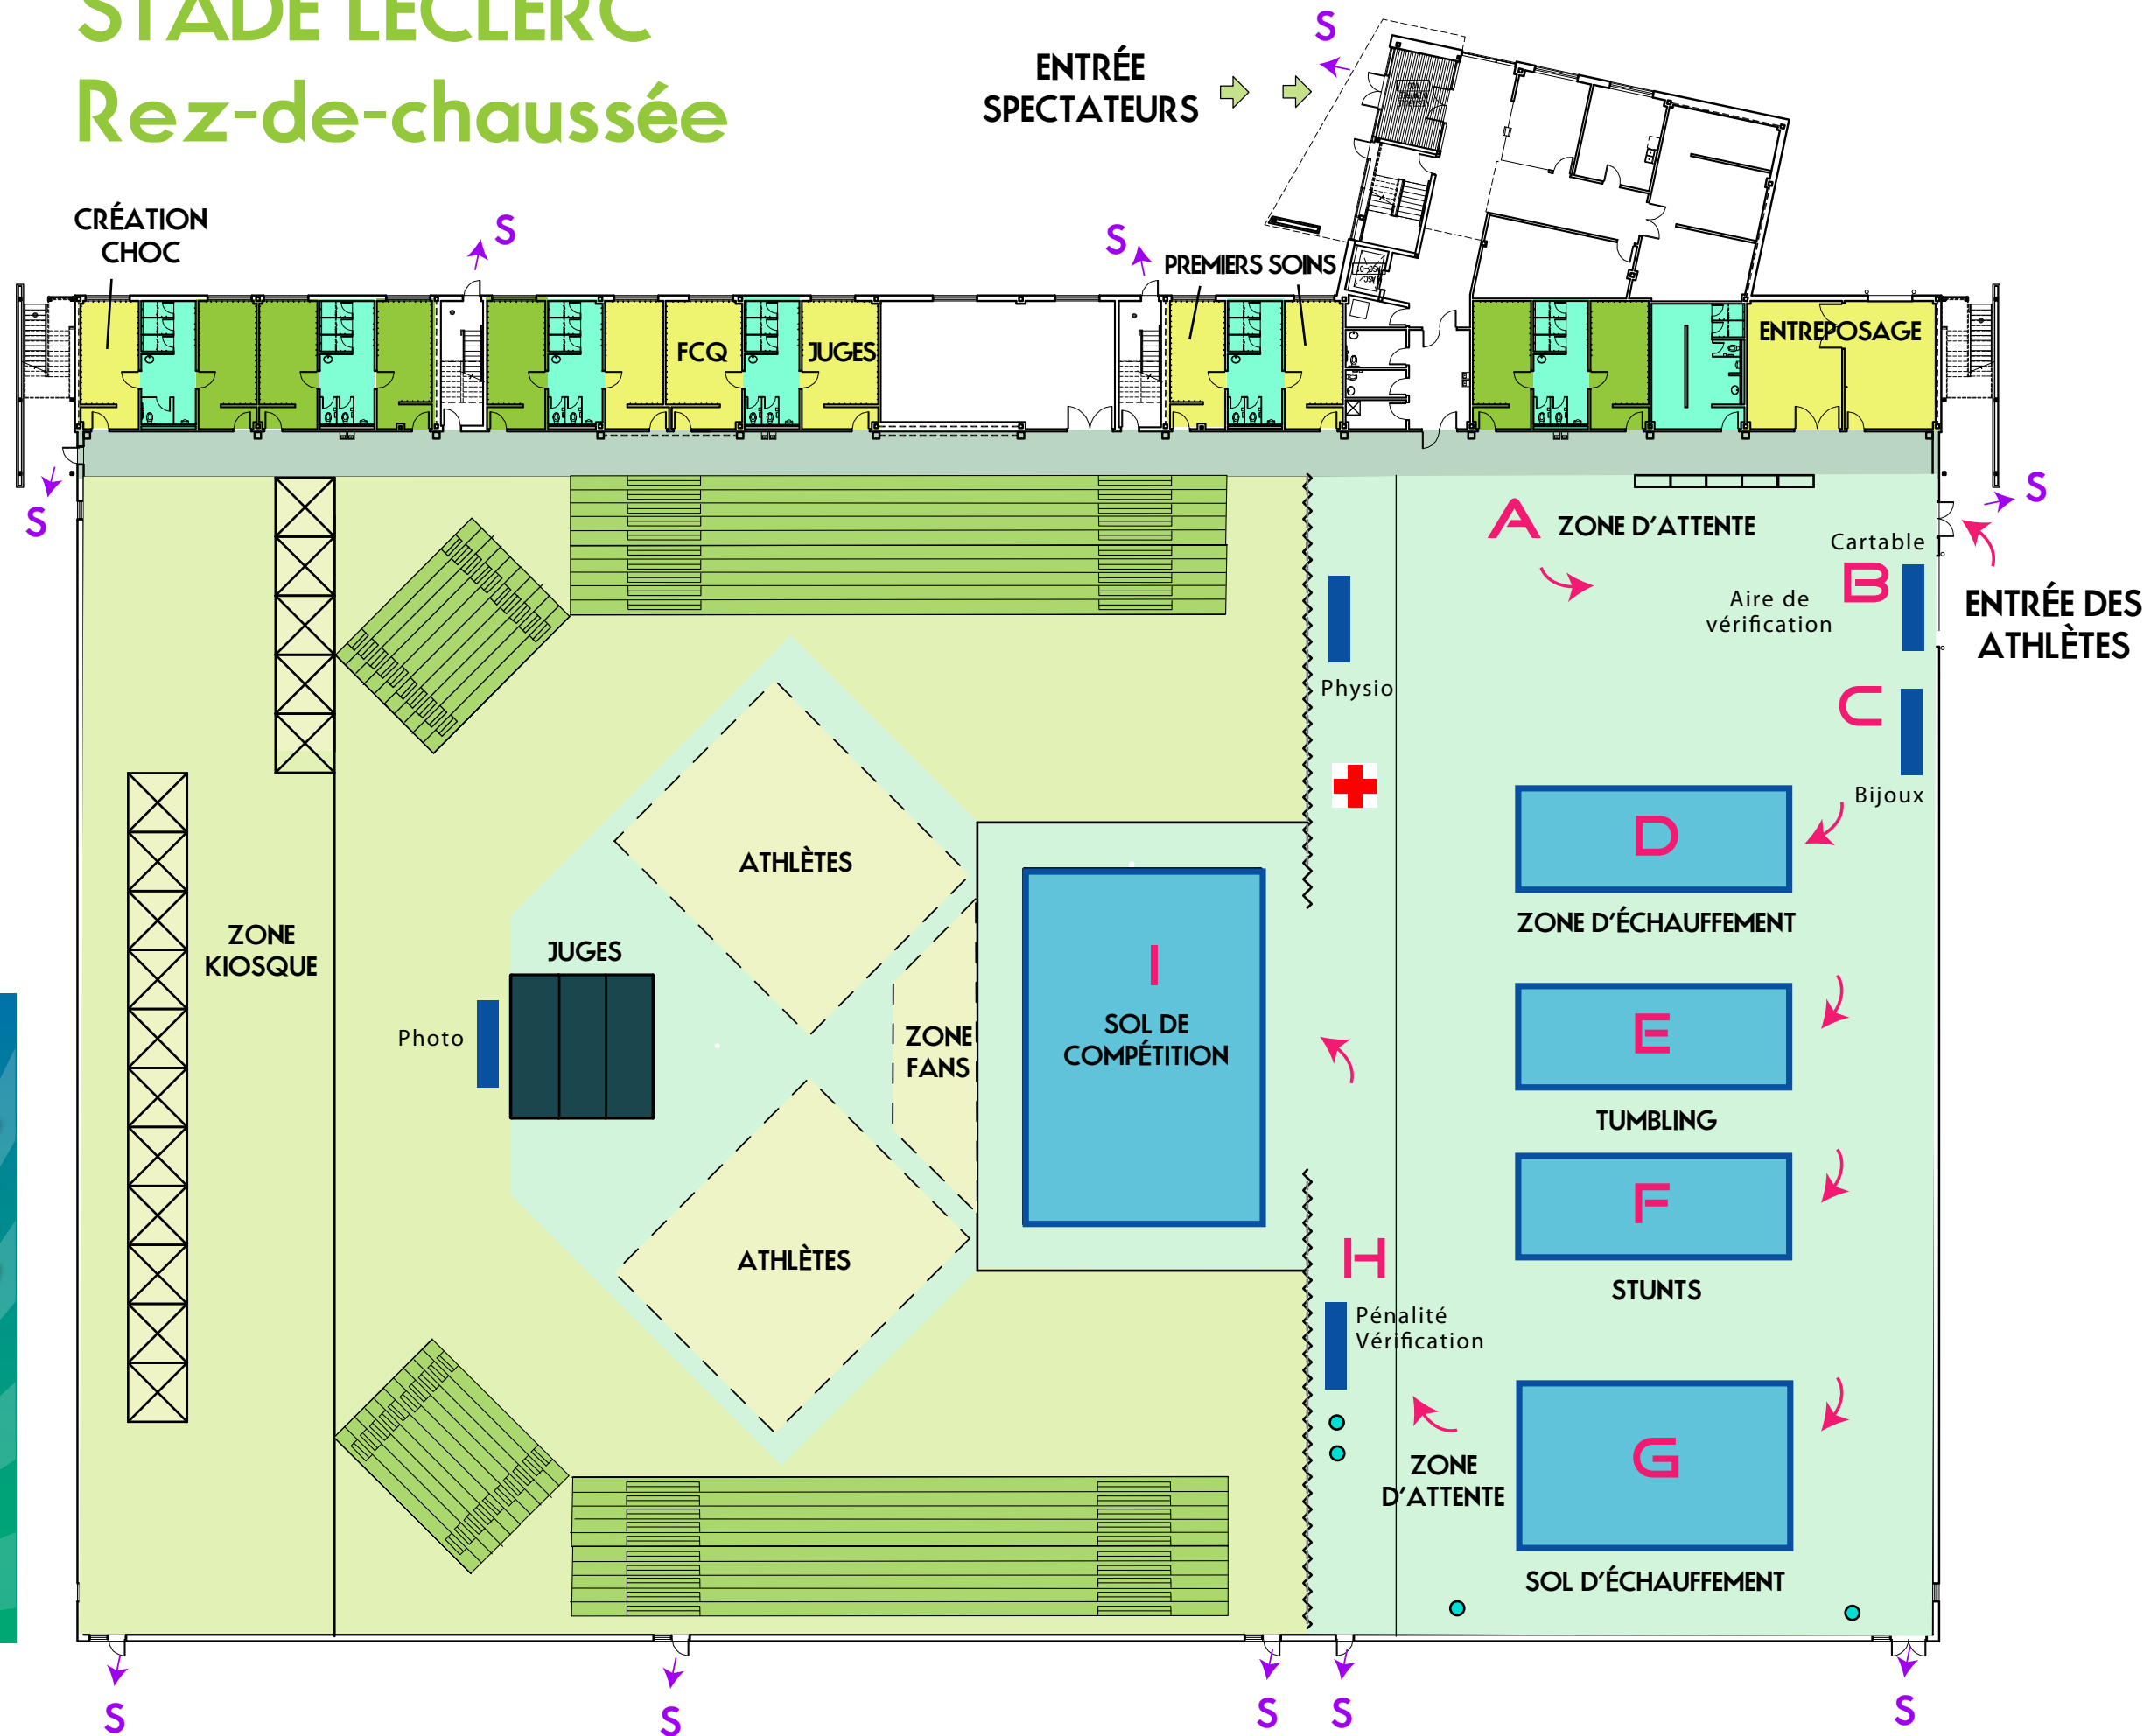 STADE LECLERC
Rez-de-chaussée
ENTRÉE
SPECTATEURS
S
CRÉATION
CHOC
S
S
PREMIERS SOINS
FCQ
JUGES
ENTREPOSAGE
S
S
A
ZONE D'ATTENTE
Cartable
B
Aire de
vérification
ENTRÉE DES
ATHLÈTES
Physio
C
Bijoux
D
ZONE D'ÉCHAUFFEMENT
ATHLÈTES
ZONE
KIOSQUE
JUGES
I
SOL DE
COMPÉTITION
Photo
ZONE
FANS
E
TUMBLING
F
STUNTS
ATHLÈTES
H
Pénalité
Vérification
ZONE
D'ATTENTE
G
SOL D'ÉCHAUFFEMENT
S
S
S
S
S